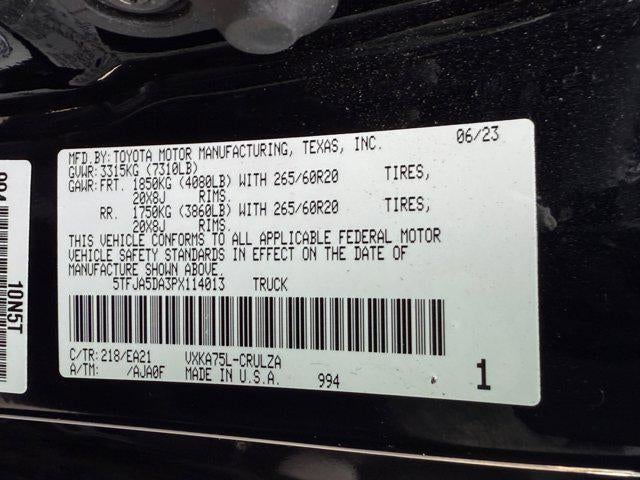 MFD.BY:TOYOTA MOTOR MANUFACTURING, TEXAS, INC. 06/23
GVWR:3315KG (7310LB)
GAWR:FRT. 1850KG (4080LB) WITH 265/60R20 TIRES,
20X8J RIMS.
RR. 1750KG (3860LB) WITH 265/60R20 TIRES,
20X8J RIMS.
THIS VEHICLE CONFORMS TO ALL APPLICABLE FEDERAL MOTOR
VEHICLE SAFETY STANDARDS IN EFFECT ON THE DATE OF
MANUFACTURE SHOWN ABOVE.
5TFJA5DA3PX114013 TRUCK
C/TR:218/EA21 VXKA75L-CRULZA
A/TM: /AJA0F MADE IN U.S.A. 994 1
994
10N5T